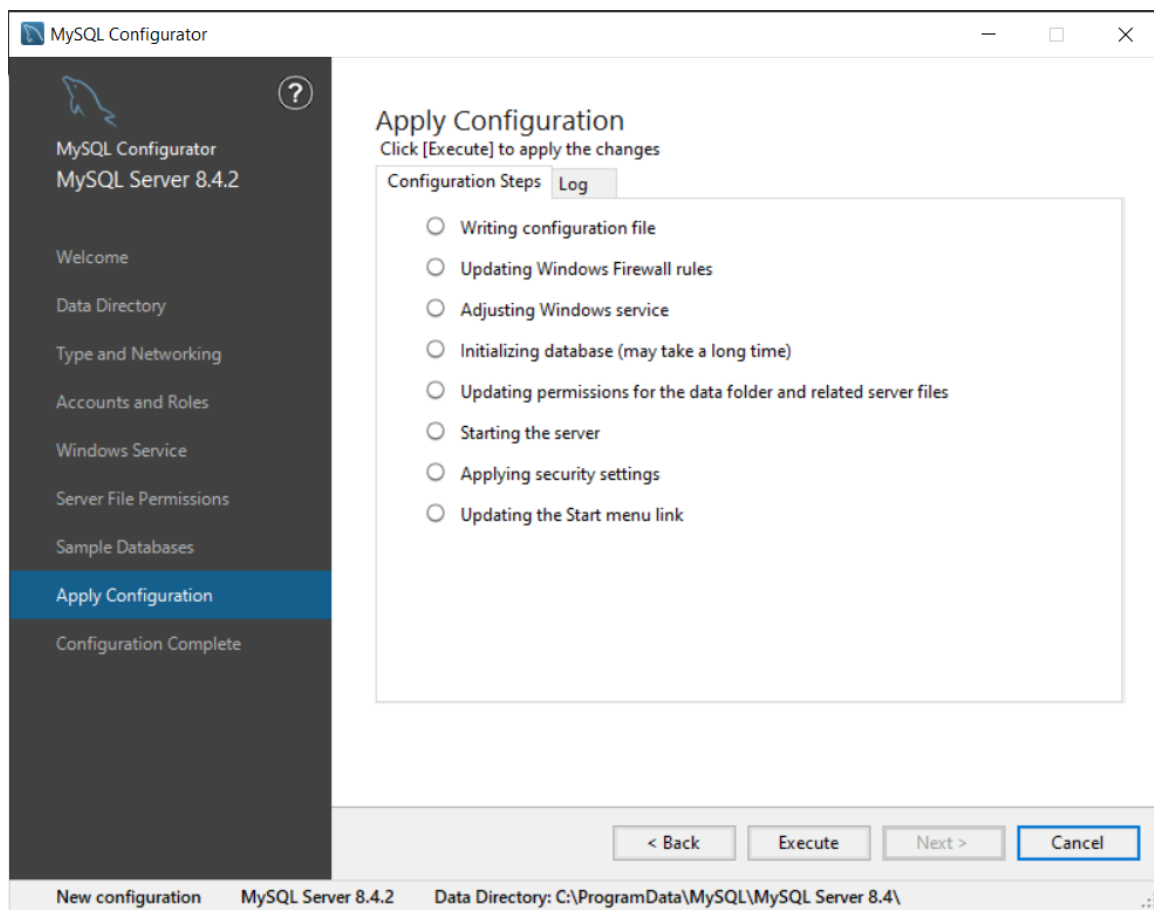 MySQL Configurator
?
MySQL Configurator
MySQL Server 8.4.2
Welcome
Data Directory
Type and Networking
Accounts and Roles
Windows Service
Server File Permissions
Sample Databases
Apply Configuration
Configuration Complete
Apply Configuration
Click [Execute] to apply the changes
Configuration Steps Log
Writing configuration file
Updating Windows Firewall rules
Adjusting Windows service
Initializing database (may take a long time)
Updating permissions for the data folder and related server files
Starting the server
Applying security settings
Updating the Start menu link
< Back Execute Next > Cancel
New configuration MySQL Server 8.4.2 Data Directory: C:\ProgramData\MySQL\MySQL Server 8.4\